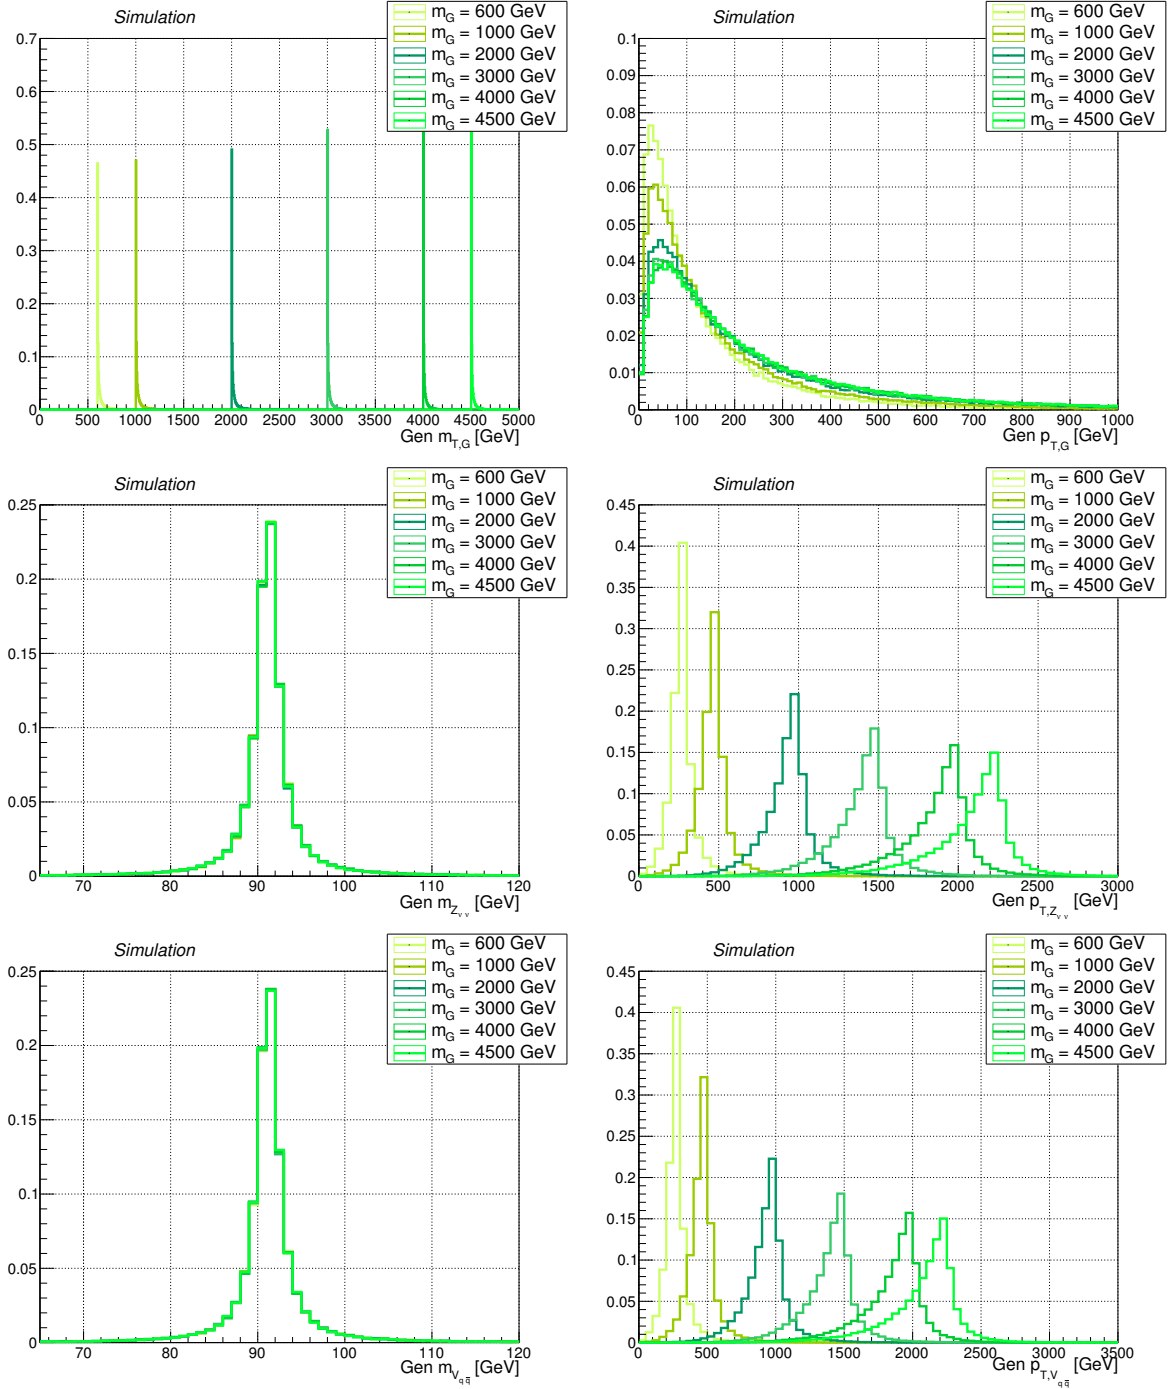 Simulation
m_G = 600 GeV
m_G = 1000 GeV
m_G = 2000 GeV
m_G = 3000 GeV
m_G = 4000 GeV
m_G = 4500 GeV
0.7
0.6
0.5
0.4
0.3
0.2
0.1
0
0 500 1000 1500 2000 2500 3000 3500 4000 4500 5000
Gen m_T,G [GeV]
Simulation
m_G = 600 GeV
m_G = 1000 GeV
m_G = 2000 GeV
m_G = 3000 GeV
m_G = 4000 GeV
m_G = 4500 GeV
0.1
0.09
0.08
0.07
0.06
0.05
0.04
0.03
0.02
0.01
0
0 100 200 300 400 500 600 700 800 900 1000
Gen p_T,G [GeV]
Simulation
m_G = 600 GeV
m_G = 1000 GeV
m_G = 2000 GeV
m_G = 3000 GeV
m_G = 4000 GeV
m_G = 4500 GeV
0.25
0.2
0.15
0.1
0.05
0
70 80 90 100 110 120
Gen m_Z_νν [GeV]
Simulation
m_G = 600 GeV
m_G = 1000 GeV
m_G = 2000 GeV
m_G = 3000 GeV
m_G = 4000 GeV
m_G = 4500 GeV
0.45
0.4
0.35
0.3
0.25
0.2
0.15
0.1
0.05
0
0 500 1000 1500 2000 2500 3000
Gen p_T,Z_νν [GeV]
Simulation
m_G = 600 GeV
m_G = 1000 GeV
m_G = 2000 GeV
m_G = 3000 GeV
m_G = 4000 GeV
m_G = 4500 GeV
0.25
0.2
0.15
0.1
0.05
0
70 80 90 100 110 120
Gen m_V_qq̄ [GeV]
Simulation
m_G = 600 GeV
m_G = 1000 GeV
m_G = 2000 GeV
m_G = 3000 GeV
m_G = 4000 GeV
m_G = 4500 GeV
0.45
0.4
0.35
0.3
0.25
0.2
0.15
0.1
0.05
0
0 500 1000 1500 2000 2500 3000 3500
Gen p_T,V_qq̄ [GeV]